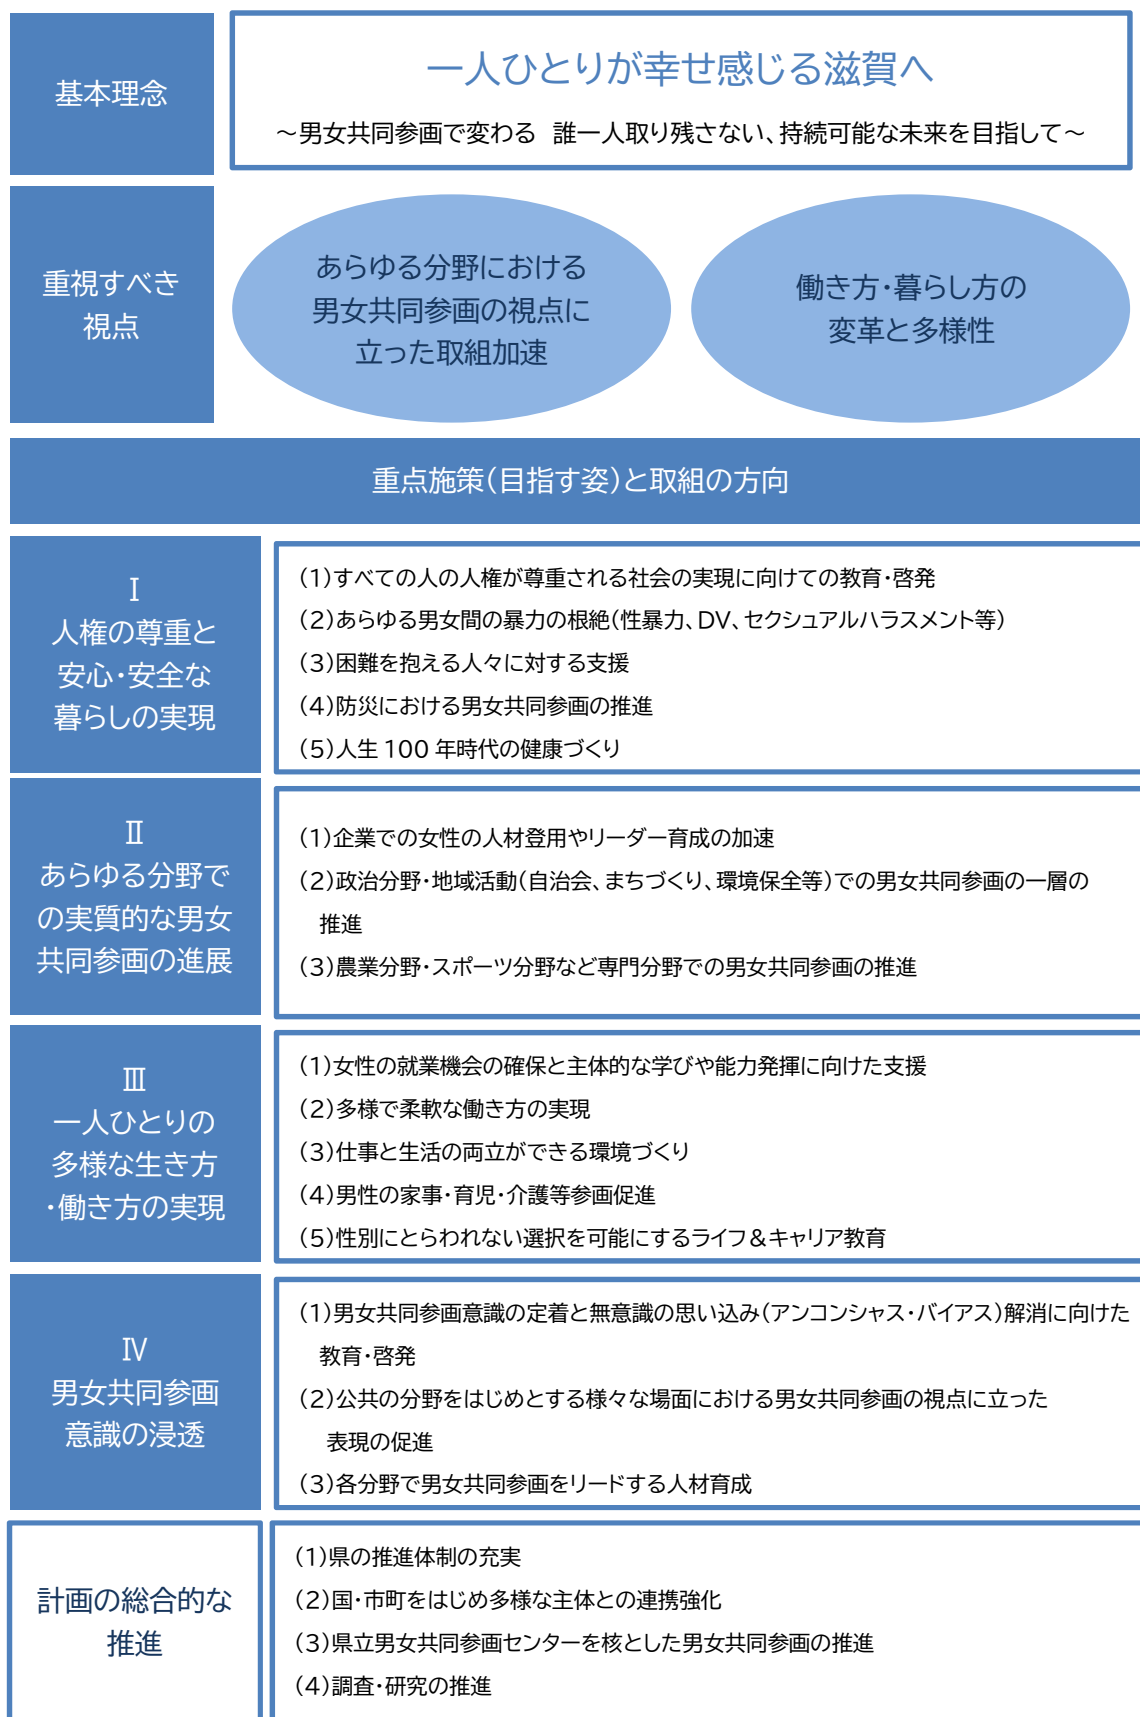 基本理念
一人ひとりが幸せ感じる滋賀へ
～男女共同参画で変わる　誰一人取り残さない、持続可能な未来を目指して～
重視すべき
視点
あらゆる分野における
男女共同参画の視点に
立った取組加速
働き方・暮らし方の
変革と多様性
重点施策（目指す姿）と取組の方向
Ⅰ
人権の尊重と
安心・安全な
暮らしの実現
（１）すべての人の人権が尊重される社会の実現に向けての教育・啓発
（２）あらゆる男女間の暴力の根絶（性暴力、DV、セクシュアルハラスメント等）
（３）困難を抱える人々に対する支援
（４）防災における男女共同参画の推進
（５）人生 100 年時代の健康づくり
Ⅱ
あらゆる分野で
の実質的な男女
共同参画の進展
（１）企業での女性の人材登用やリーダー育成の加速
（２）政治分野・地域活動（自治会、まちづくり、環境保全等）での男女共同参画の一層の
推進
（３）農業分野・スポーツ分野など専門分野での男女共同参画の推進
Ⅲ
一人ひとりの
多様な生き方
・働き方の実現
（１）女性の就業機会の確保と主体的な学びや能力発揮に向けた支援
（２）多様で柔軟な働き方の実現
（３）仕事と生活の両立ができる環境づくり
（４）男性の家事・育児・介護等参画促進
（５）性別にとらわれない選択を可能にするライフ＆キャリア教育
Ⅳ
男女共同参画
意識の浸透
（１）男女共同参画意識の定着と無意識の思い込み（アンコンシャス・バイアス）解消に向けた
教育・啓発
（２）公共の分野をはじめとする様々な場面における男女共同参画の視点に立った
表現の促進
（３）各分野で男女共同参画をリードする人材育成
計画の総合的な
推進
（１）県の推進体制の充実
（２）国・市町をはじめ多様な主体との連携強化
（３）県立男女共同参画センターを核とした男女共同参画の推進
（４）調査・研究の推進